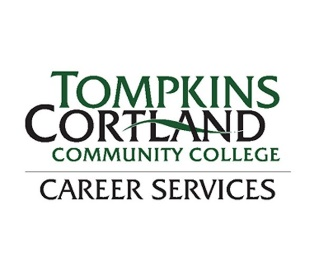 TOMPKINS
CORTLAND
COMMUNITY COLLEGE
CAREER SERVICES